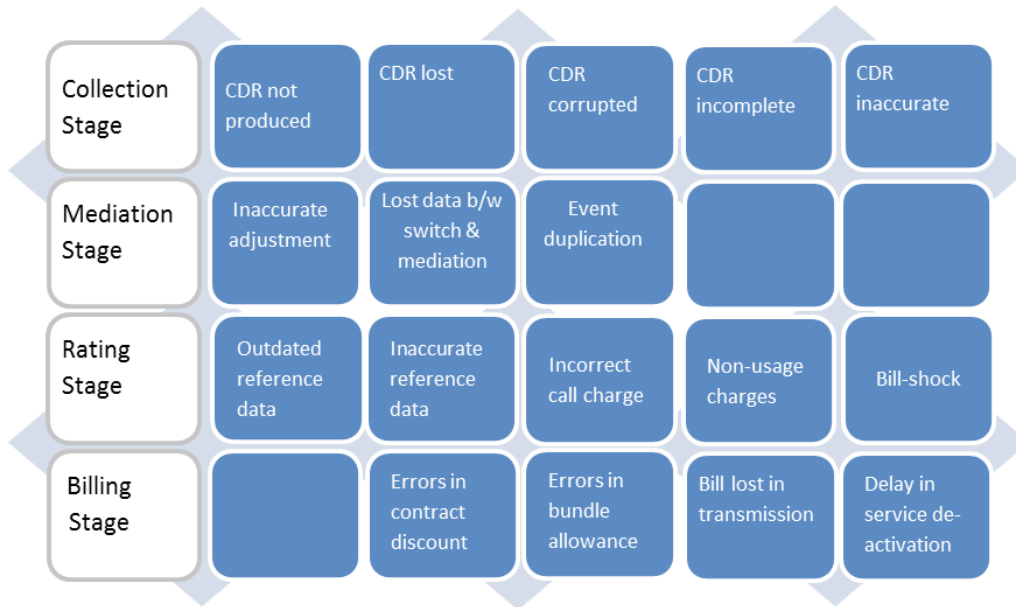 Collection
Stage
CDR not
produced
CDR lost
CDR
corrupted
CDR
incomplete
CDR
inaccurate
Mediation
Stage
Inaccurate
adjustment
Lost data b/w
switch &
mediation
Event
duplication
Rating
Stage
Outdated
reference
data
Inaccurate
reference
data
Incorrect
call charge
Non-usage
charges
Bill-shock
Billing
Stage
Errors in
contract
discount
Errors in
bundle
allowance
Bill lost in
transmission
Delay in
service de-
activation